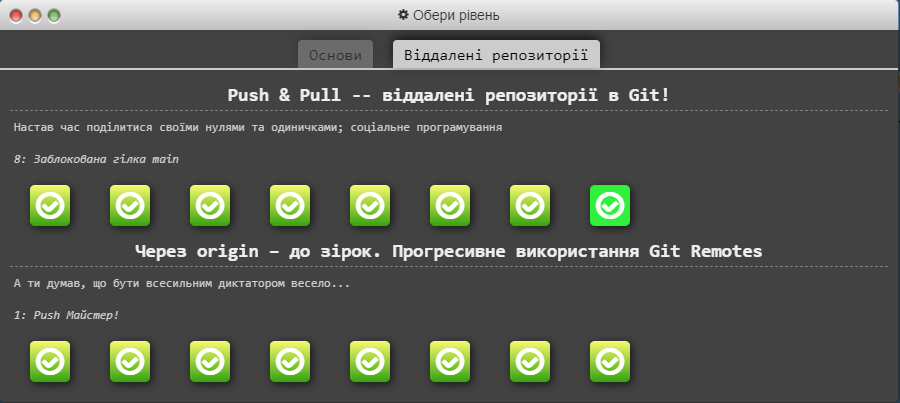 Обери рівень
Основи
Віддалені репозиторії
Push & Pull -- віддалені репозиторії в Git!
Настав час поділитися своїми нулями та одиничками; соціальне програмування
8: Заблокована гілка main
Через origin – до зірок. Прогресивне використання Git Remotes
А ти думав, що бути всесильним диктатором весело...
1: Push Майстер!